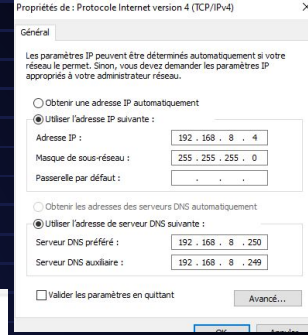 Propriétés de : Protocole Internet version 4 (TCP/IPv4)
Général
Les paramètres IP peuvent être déterminés automatiquement si votre
réseau le permet. Sinon, vous devez demander les paramètres IP
appropriés à votre administrateur réseau.
Obtenir une adresse IP automatiquement
Utiliser l'adresse IP suivante :
Adresse IP : 192 . 168 . 8 . 4
Masque de sous-réseau : 255 . 255 . 255 . 0
Passerelle par défaut : . . .
Obtenir les adresses des serveurs DNS automatiquement
Utiliser l'adresse de serveur DNS suivante :
Serveur DNS préféré : 192 . 168 . 8 . 250
Serveur DNS auxiliaire : 192 . 168 . 8 . 249
Valider les paramètres en quittant
Avancé...
OK Annuler